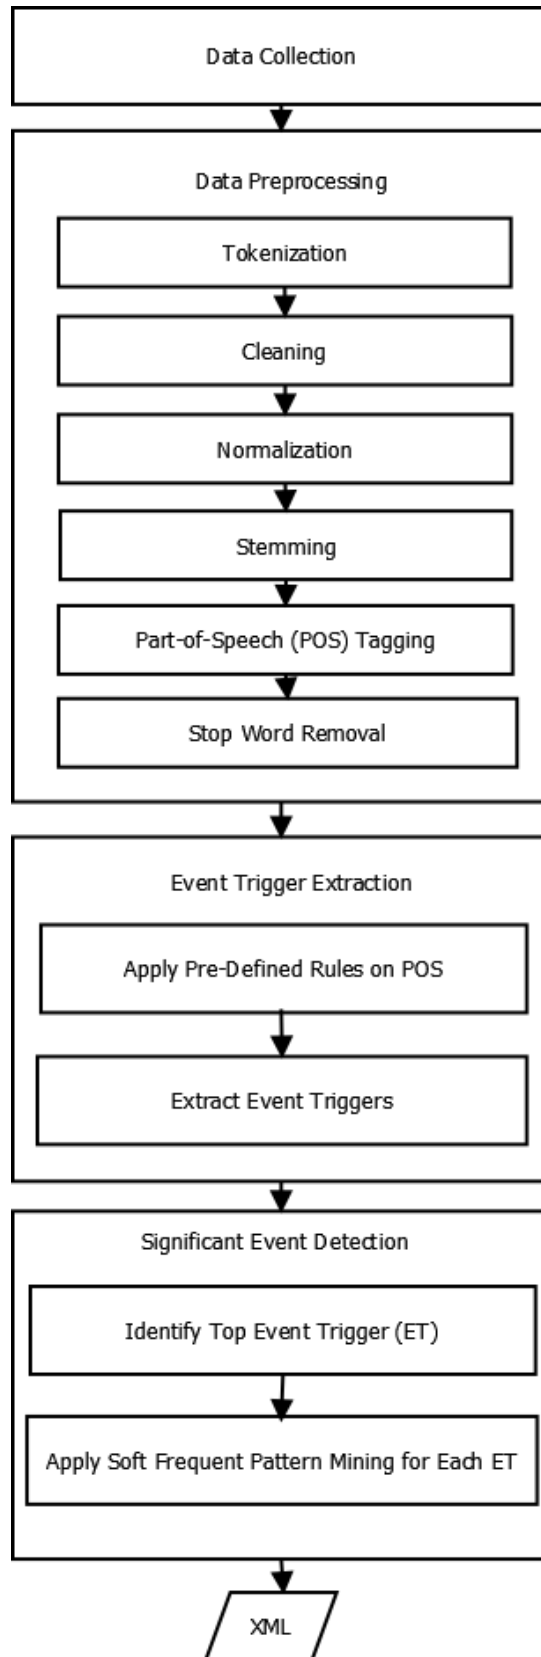 Data Collection
Data Preprocessing
Tokenization
Cleaning
Normalization
Stemming
Part-of-Speech (POS) Tagging
Stop Word Removal
Event Trigger Extraction
Apply Pre-Defined Rules on POS
Extract Event Triggers
Significant Event Detection
Identify Top Event Trigger (ET)
Apply Soft Frequent Pattern Mining for Each ET
XML